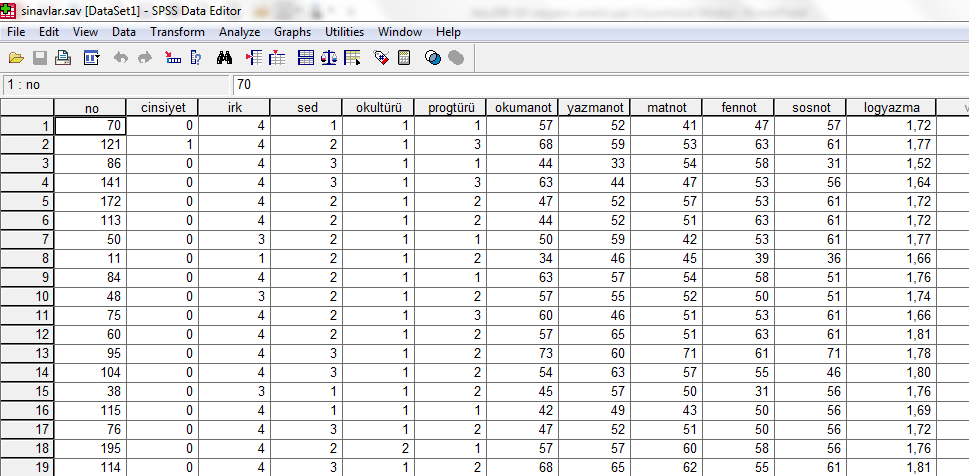 sinavlar.sav [DataSet1] - SPSS Data Editor
File Edit View Data Transform Analyze Graphs Utilities Window Help
1 : no 70
no cinsiyet irk sed okultürü progtürü okumanot yazmanot matnot fennot sosnot logyazma
1 70 0 4 1 1 1 57 52 41 47 57 1,72
2 121 1 4 2 1 3 68 59 53 63 61 1,77
3 86 0 4 3 1 1 44 33 54 58 31 1,52
4 141 0 4 3 1 3 63 44 47 53 56 1,64
5 172 0 4 2 1 2 47 52 57 53 61 1,72
6 113 0 4 2 1 2 44 52 51 63 61 1,72
7 50 0 3 2 1 1 50 59 42 53 61 1,77
8 11 0 1 2 1 2 34 46 45 39 36 1,66
9 84 0 4 2 1 1 63 57 54 58 51 1,76
10 48 0 3 2 1 2 57 55 52 50 51 1,74
11 75 0 4 2 1 3 60 46 51 53 61 1,66
12 60 0 4 2 1 2 57 65 51 63 61 1,81
13 95 0 4 3 1 2 73 60 71 61 71 1,78
14 104 0 4 3 1 2 54 63 57 55 46 1,80
15 38 0 3 1 1 2 45 57 50 31 56 1,76
16 115 0 4 1 1 1 42 49 43 50 56 1,69
17 76 0 4 3 1 2 47 52 51 50 56 1,72
18 195 0 4 2 2 1 57 57 60 58 56 1,76
19 114 0 4 3 1 2 68 65 62 55 61 1,81